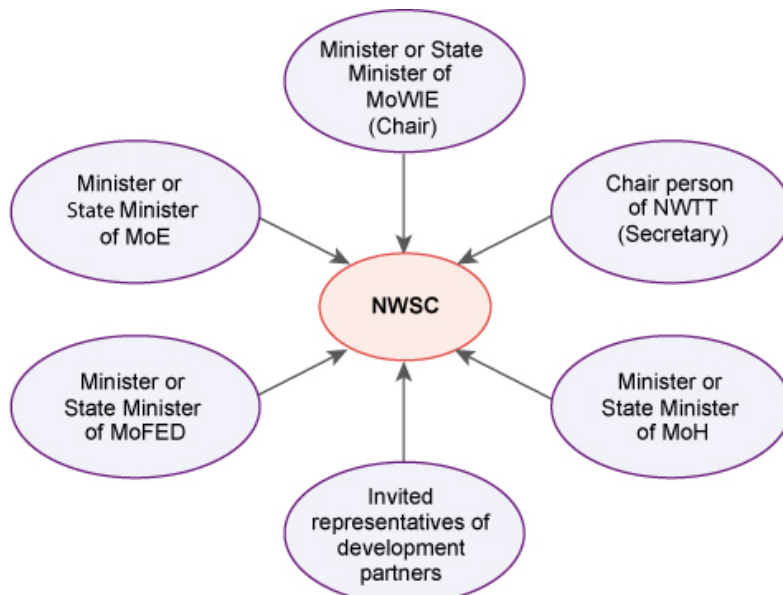 Minister or State
Minister of
MoWIE
(Chair)
Minister or
State Minister
of MoE
Chair person
of NWTT
(Secretary)
NWSC
Minister or
State Minister
of MoFED
Minister or
State Minister
of MoH
Invited
representatives of
development
partners